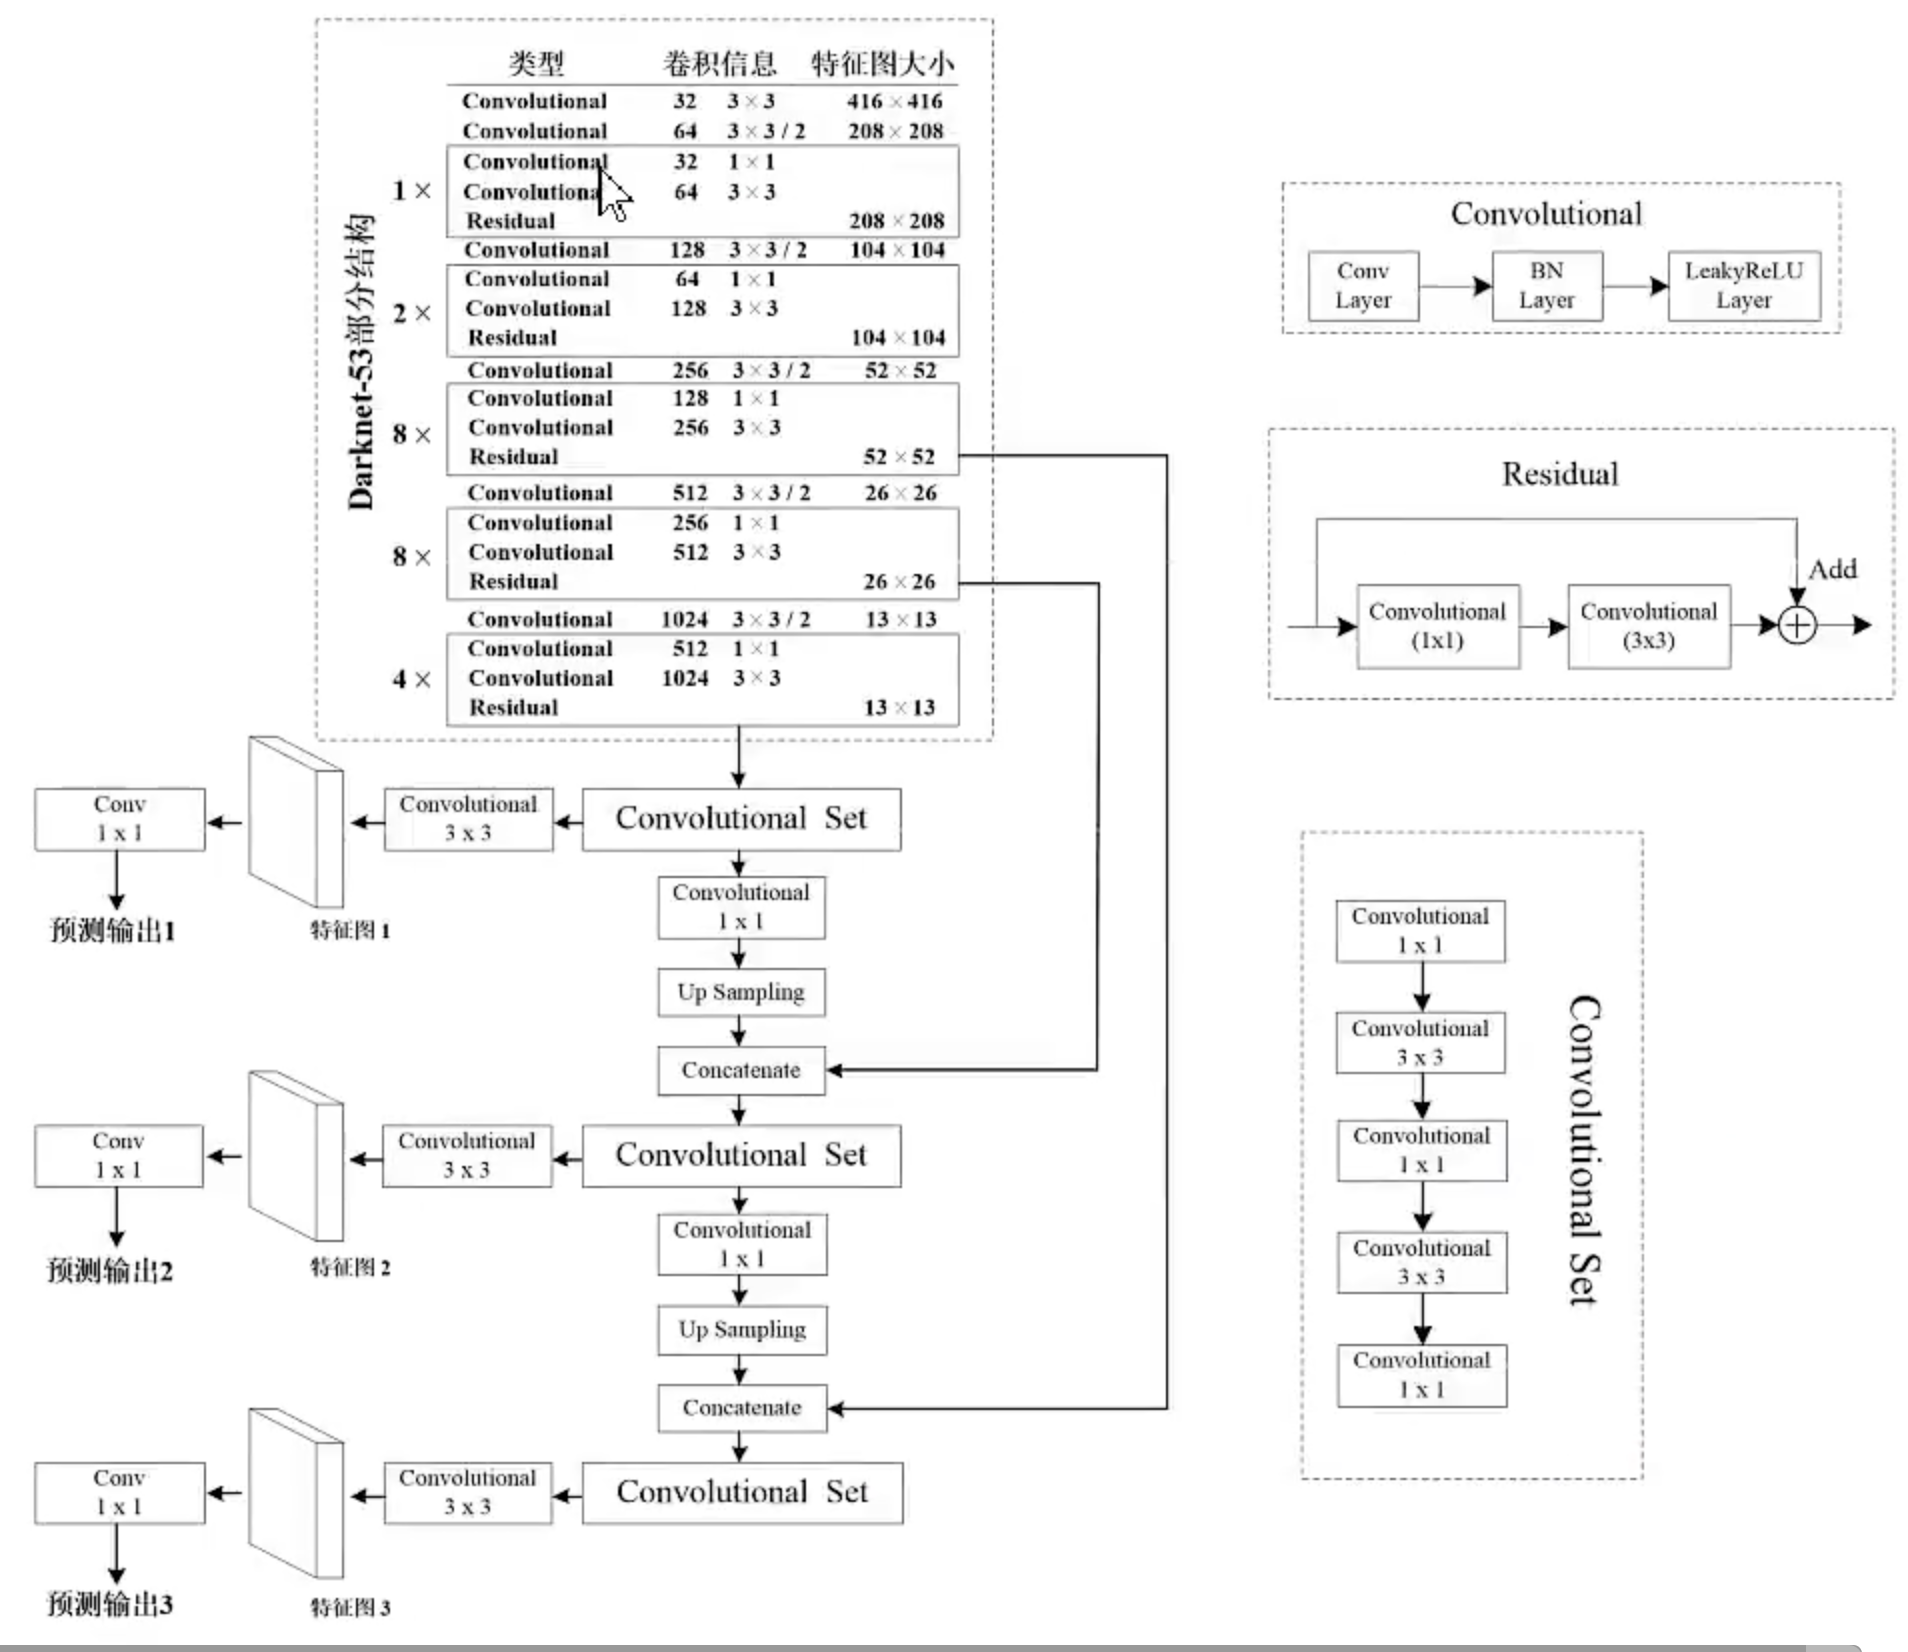 类型 卷积信息 特征图大小
Convolutional 32 3×3 416×416
Convolutional 64 3×3/2 208×208
1×
Convolutional 32 1×1
Convolutional 64 3×3
Residual 208×208
Convolutional 128 3×3/2 104×104
2×
Convolutional 64 1×1
Convolutional 128 3×3
Residual 104×104
Convolutional 256 3×3/2 52×52
8×
Convolutional 128 1×1
Convolutional 256 3×3
Residual 52×52
Convolutional 512 3×3/2 26×26
8×
Convolutional 256 1×1
Convolutional 512 3×3
Residual 26×26
Convolutional 1024 3×3/2 13×13
4×
Convolutional 512 1×1
Convolutional 1024 3×3
Residual 13×13
Darknet-53部分结构
Convolutional Set
Convolutional
3 x 3
特征图 1
Conv
1 x 1
预测输出1
Convolutional
1 x 1
Up Sampling
Concatenate
Convolutional Set
Convolutional
3 x 3
特征图 2
Conv
1 x 1
预测输出2
Convolutional
1 x 1
Up Sampling
Concatenate
Convolutional Set
Convolutional
3 x 3
特征图 3
Conv
1 x 1
预测输出3
Convolutional
Conv
Layer
BN
Layer
LeakyReLU
Layer
Residual
Add
Convolutional
(1x1)
Convolutional
(3x3)
Convolutional
1 x 1
Convolutional
3 x 3
Convolutional
1 x 1
Convolutional
3 x 3
Convolutional
1 x 1
Convolutional Set